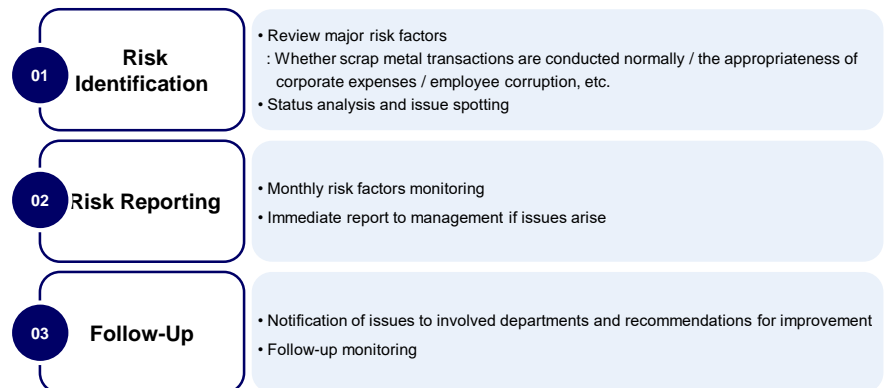 01
Risk
Identification
• Review major risk factors
: Whether scrap metal transactions are conducted normally / the appropriateness of
corporate expenses / employee corruption, etc.
• Status analysis and issue spotting
02
Risk Reporting
• Monthly risk factors monitoring
• Immediate report to management if issues arise
03
Follow-Up
• Notification of issues to involved departments and recommendations for improvement
• Follow-up monitoring